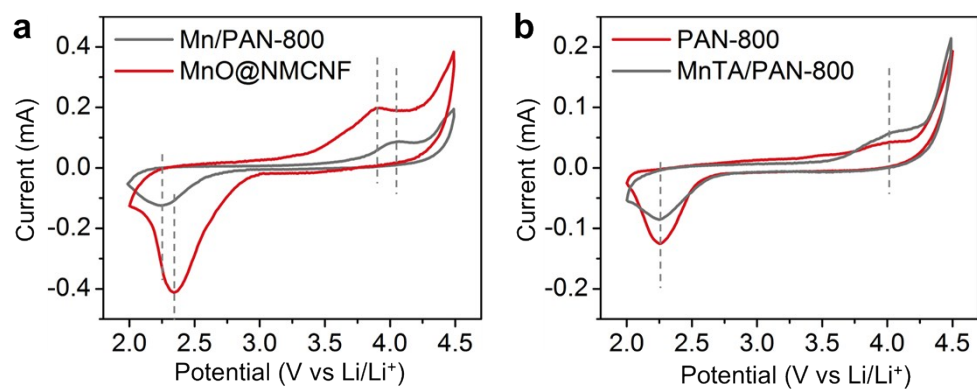 a
Mn/PAN-800
MnO@NMCNF
Current (mA)
0.4
0.2
0.0
-0.2
-0.4
2.0 2.5 3.0 3.5 4.0 4.5
Potential (V vs Li/Li⁺)
b
PAN-800
MnTA/PAN-800
Current (mA)
0.2
0.1
0.0
-0.1
-0.2
2.0 2.5 3.0 3.5 4.0 4.5
Potential (V vs Li/Li⁺)